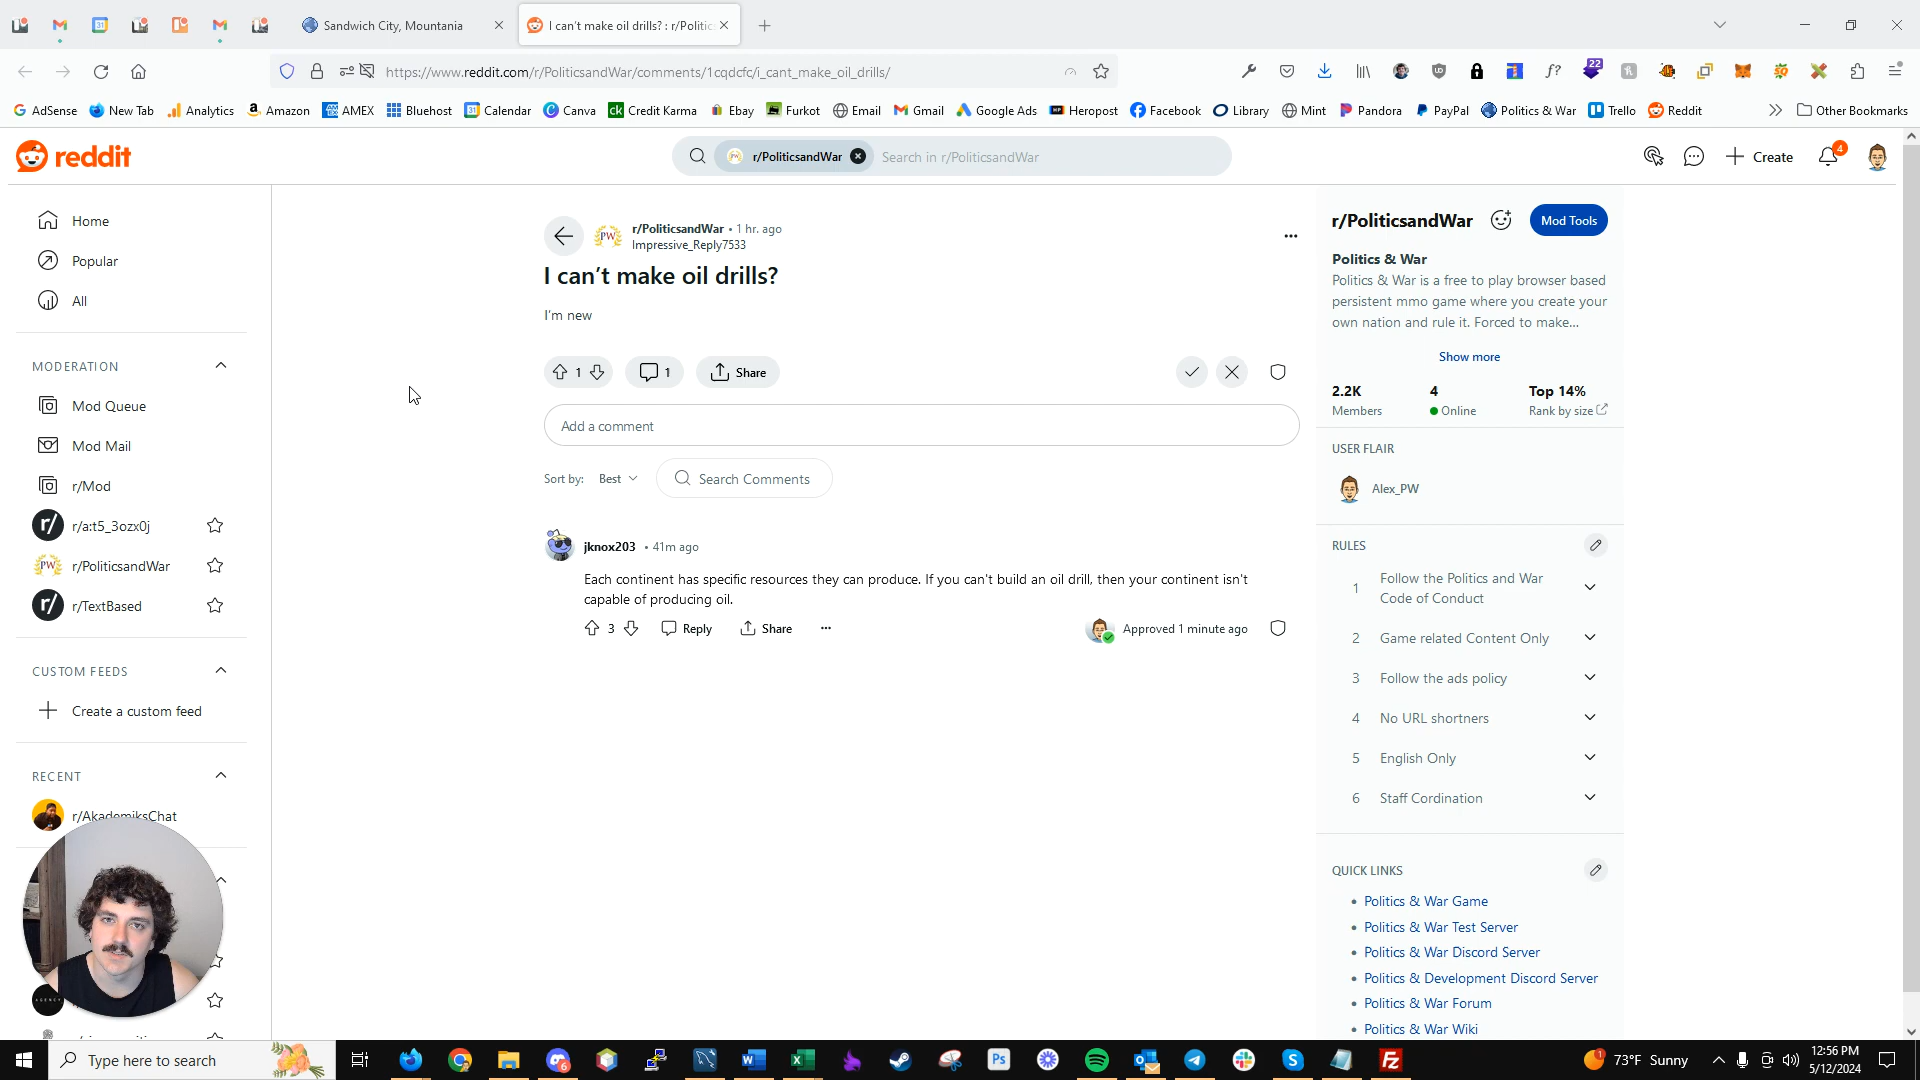 Sandwich City, Mountania
I can't make oil drills? : r/Politic
https://www.reddit.com/r/PoliticsandWar/comments/1cqdcfc/i_cant_make_oil_drills/
22
AdSense
New Tab
Analytics
Amazon
AMEX
Bluehost
Calendar
Canva
Credit Karma
Ebay
Furkot
Email
Gmail
Google Ads
Heropost
Facebook
Library
Mint
Pandora
PayPal
Politics & War
Trello
Reddit
Other Bookmarks
reddit
r/PoliticsandWar
Search in r/PoliticsandWar
Create
4
Home
Popular
All
MODERATION
Mod Queue
Mod Mail
r/Mod
r/a:t5_3ozx0j
r/PoliticsandWar
r/TextBased
CUSTOM FEEDS
Create a custom feed
RECENT
r/AkademiksChat
r/PoliticsandWar • 1 hr. ago
Impressive_Reply7533
I can't make oil drills?
I'm new
1
1
Share
Add a comment
Sort by: Best
Search Comments
jknox203 • 41m ago
Each continent has specific resources they can produce. If you can't build an oil drill, then your continent isn't
capable of producing oil.
3
Reply
Share
Approved 1 minute ago
r/PoliticsandWar
Mod Tools
Politics & War
Politics & War is a free to play browser based
persistent mmo game where you create your
own nation and rule it. Forced to make...
Show more
2.2K
4
Top 14%
Members
Online
Rank by size
USER FLAIR
Alex_PW
RULES
1 Follow the Politics and War
Code of Conduct
2 Game related Content Only
3 Follow the ads policy
4 No URL shortners
5 English Only
6 Staff Cordination
QUICK LINKS
Politics & War Game
Politics & War Test Server
Politics & War Discord Server
Politics & Development Discord Server
Politics & War Forum
Politics & War Wiki
Type here to search
73°F Sunny
12:56 PM
5/12/2024